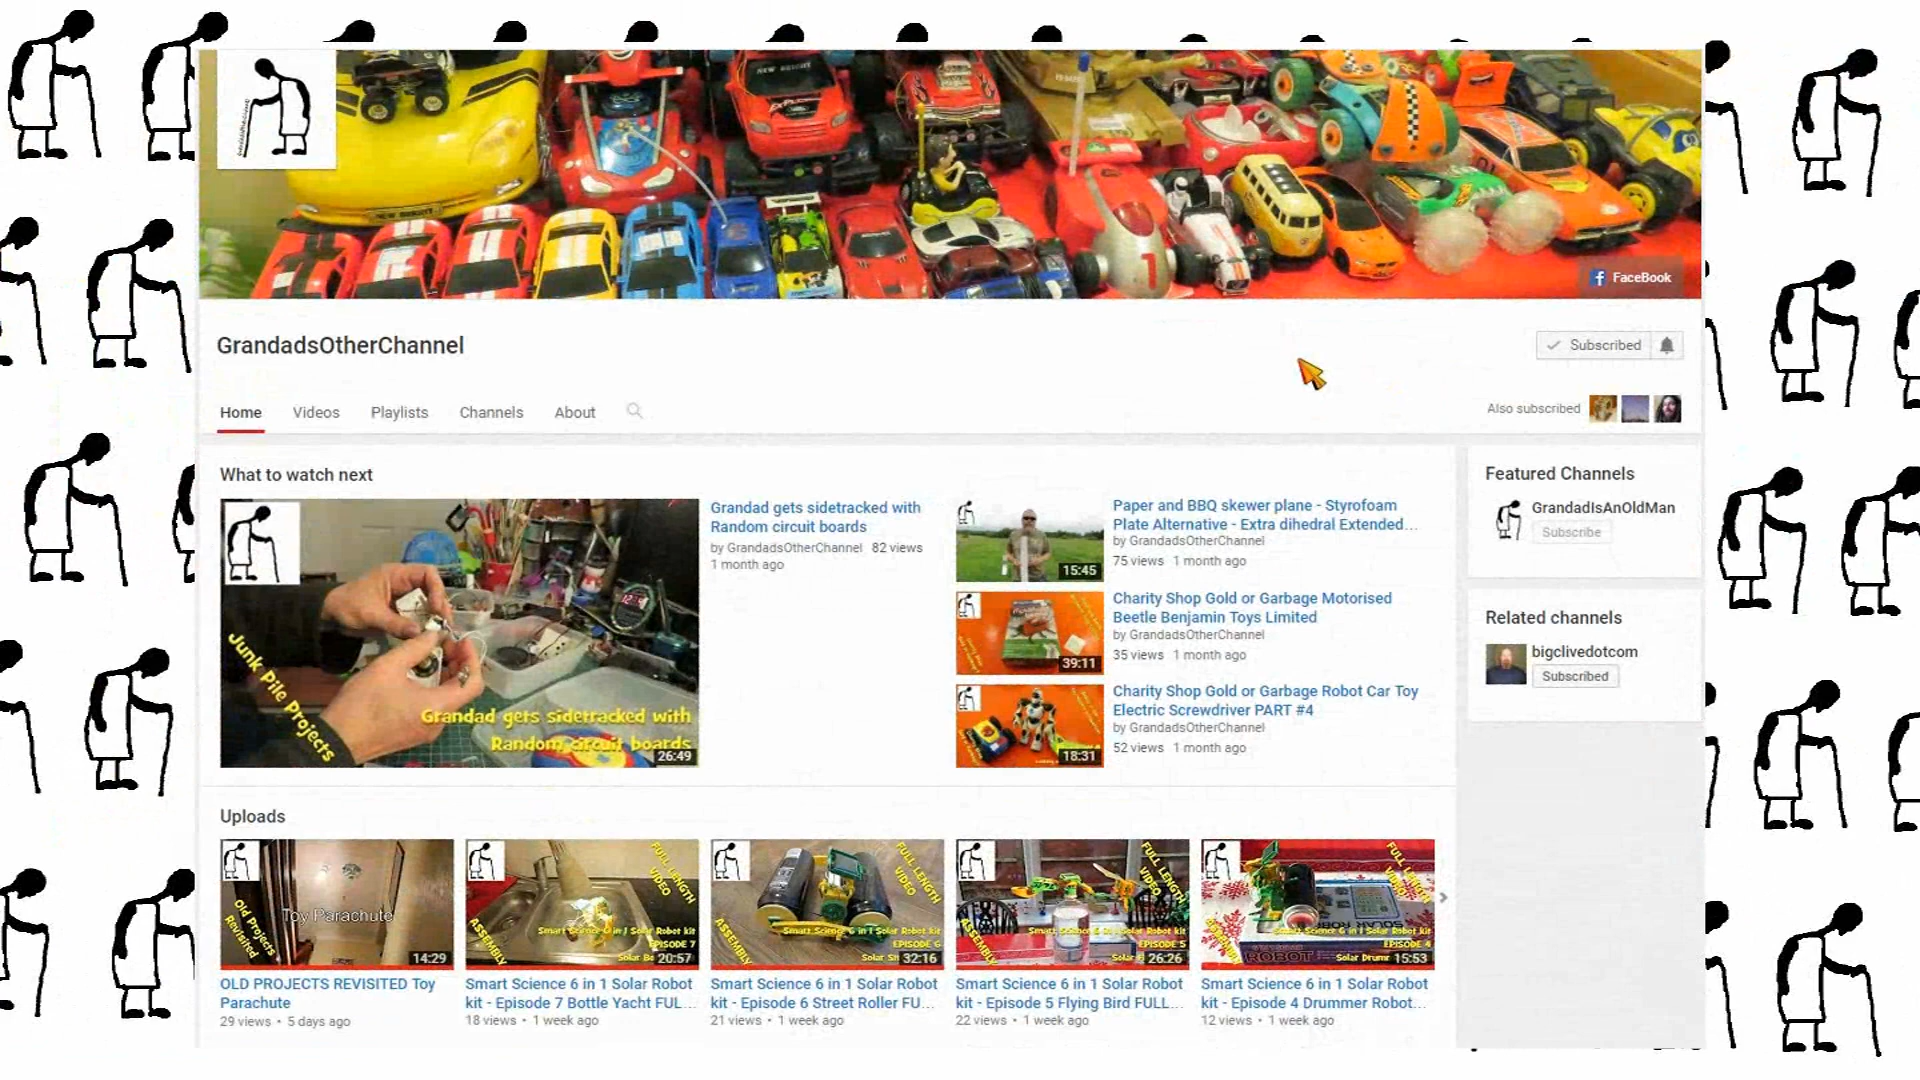 NEW BRIGHT
NEW BRIGHT
1
FaceBook
GrandadsOtherChannel
Subscribed
Home Videos Playlists Channels About
Also subscribed
What to watch next
Junk Pile Projects
Grandad gets sidetracked with
Random circuit boards
26:49
Grandad gets sidetracked with
Random circuit boards
by GrandadsOtherChannel 82 views
1 month ago
15:45
Paper and BBQ skewer plane - Styrofoam
Plate Alternative - Extra dihedral Extended...
by GrandadsOtherChannel
75 views 1 month ago
39:11
Charity Shop Gold or Garbage Motorised
Beetle Benjamin Toys Limited
by GrandadsOtherChannel
35 views 1 month ago
18:31
Charity Shop Gold or Garbage Robot Car Toy
Electric Screwdriver PART #4
by GrandadsOtherChannel
52 views 1 month ago
Featured Channels
GrandadIsAnOldMan
Subscribe
Related channels
bigclivedotcom
Subscribed
Uploads
Old Projects
Revisited
Toy Parachute
14:29
OLD PROJECTS REVISITED Toy
Parachute
29 views • 5 days ago
FULL LENGTH
VIDEO
ASSEMBLY
Smart Science 6 in 1 Solar Robot kit
EPISODE 7
20:57
Smart Science 6 in 1 Solar Robot
kit - Episode 7 Bottle Yacht FUL...
18 views • 1 week ago
FULL LENGTH
VIDEO
ASSEMBLY
Smart Science 6 in 1 Solar Robot kit
EPISODE 6
32:16
Smart Science 6 in 1 Solar Robot
kit - Episode 6 Street Roller FU...
21 views • 1 week ago
FULL LENGTH
VIDEO
ASSEMBLY
Smart Science 6 in 1 Solar Robot kit
EPISODE 5
26:26
Smart Science 6 in 1 Solar Robot
kit - Episode 5 Flying Bird FULL...
22 views • 1 week ago
FULL LENGTH
VIDEO
ASSEMBLY
Smart Science 6 in 1 Solar Robot kit
EPISODE 4
ROBOT
Solar Drum
15:53
Smart Science 6 in 1 Solar Robot
kit - Episode 4 Drummer Robot...
12 views • 1 week ago